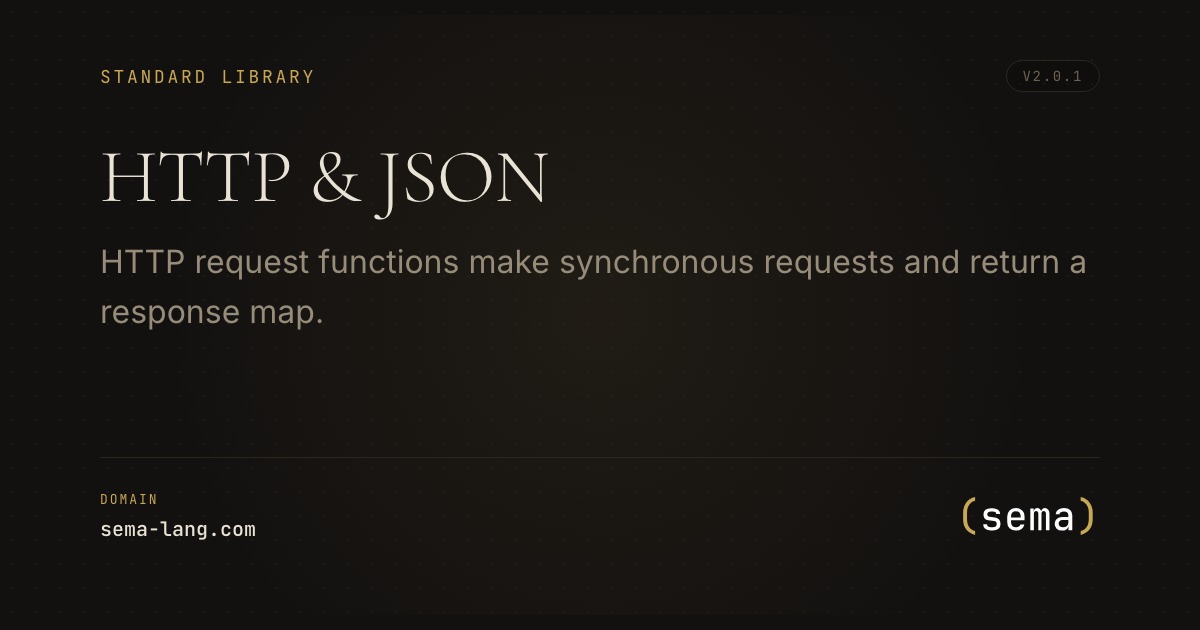 STANDARD LIBRARY
V2.0.1
HTTP & JSON
HTTP request functions make synchronous requests and return a
response map.
DOMAIN
sema-lang.com
(sema)